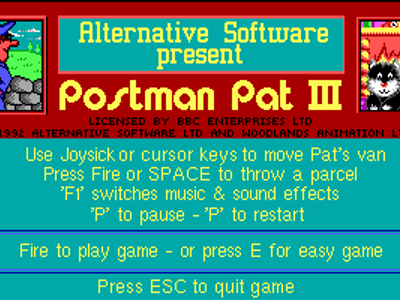 Alternative Software
present
Postman Pat III
LICENSED BY BBC ENTERPRISES LTD
1992 ALTERNATIVE SOFTWARE LTD AND WOODLANDS ANIMATION
Use Joysick or cursor keys to move Pat's van
Press Fire or SPACE to throw a parcel
'F1' switches music & sound effects
'P' to pause - 'P' to restart
Fire to play game - or press E for easy game
Press ESC to quit game